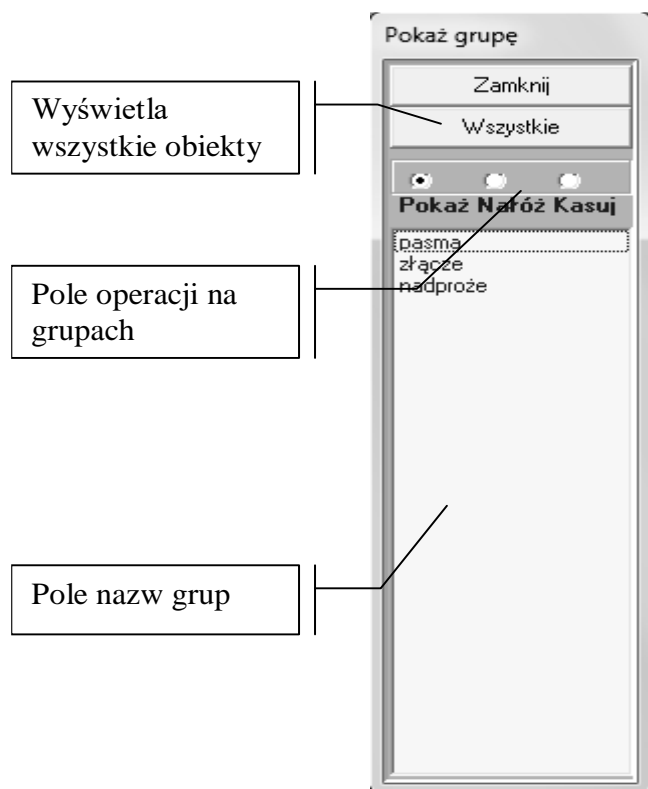 Pokaż grupę
Zamknij
Wszystkie
Pokaż Nałóż Kasuj
pasma
złącze
nadproże
Wyświetla
wszystkie obiekty
Pole operacji na
grupach
Pole nazw grup